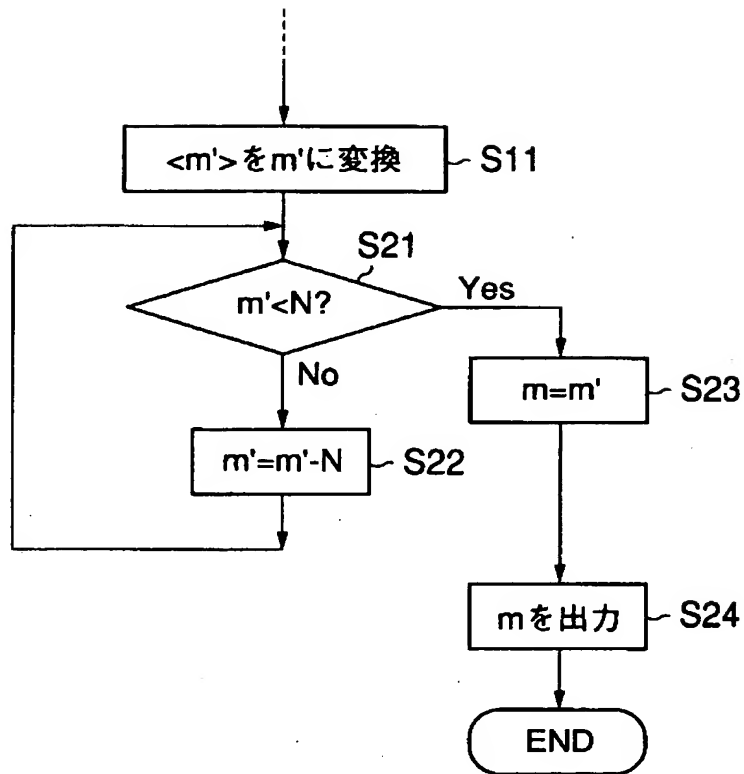 <m'>をm'に変換
S11
S21
m'<N?
Yes
No
m=m'
S23
m'=m'-N
S22
mを出力
S24
END